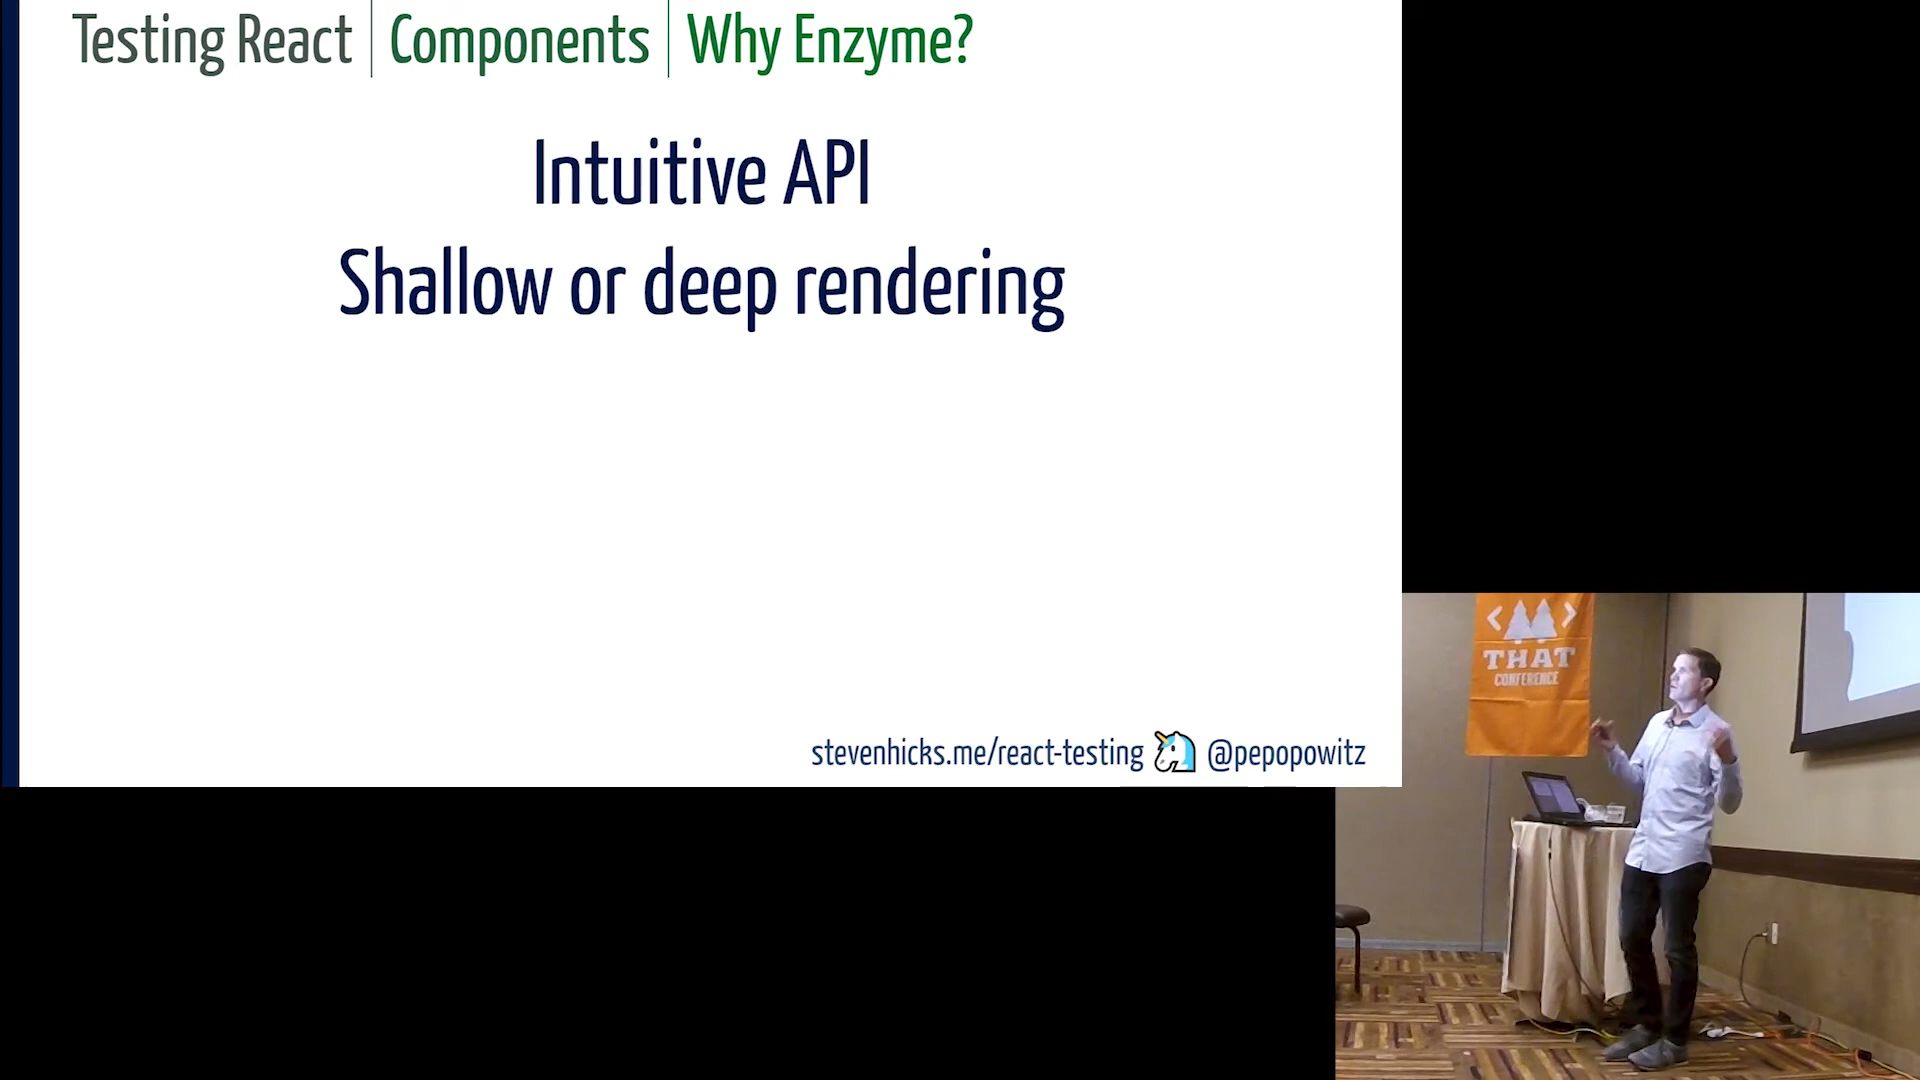 Testing React | Components | Why Enzyme?
Intuitive API
Shallow or deep rendering
stevenhicks.me/react-testing @pepopowitz
< >
THAT
CONFERENCE